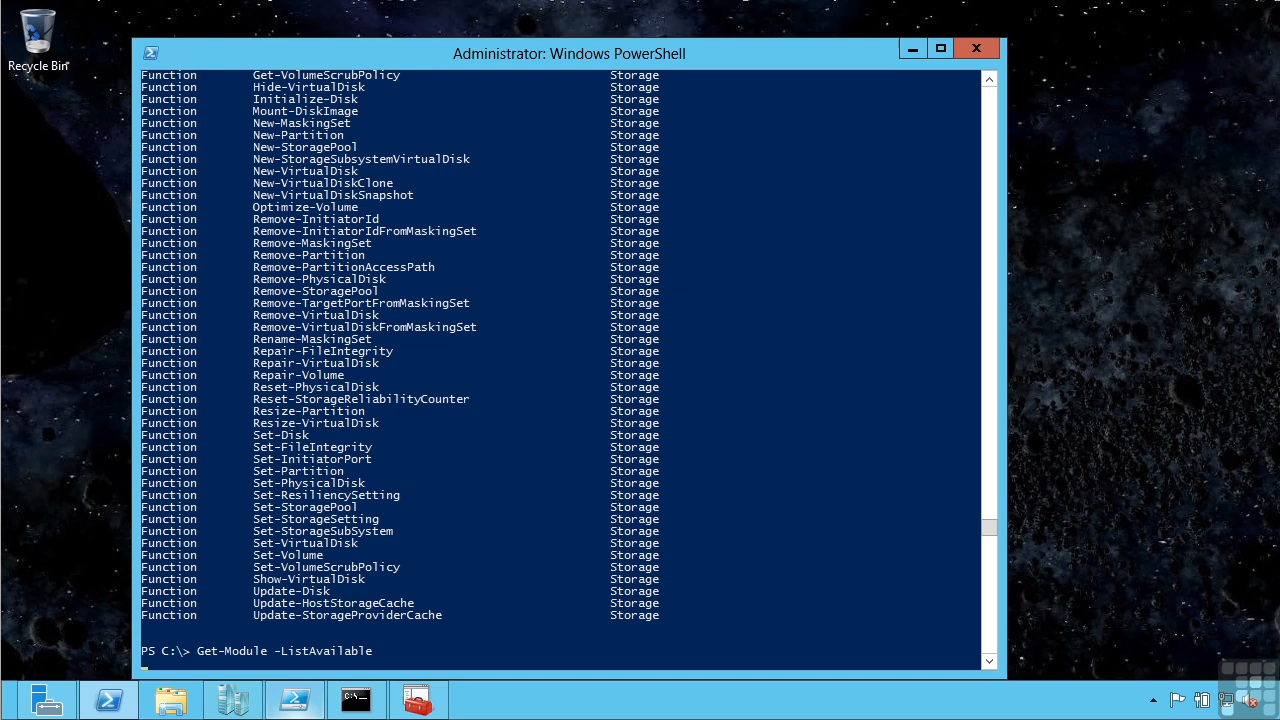 Recycle Bin
Administrator: Windows PowerShell
Function Get-VolumeScrubPolicy Storage
Function Hide-VirtualDisk Storage
Function Initialize-Disk Storage
Function Mount-DiskImage Storage
Function New-MaskingSet Storage
Function New-Partition Storage
Function New-StoragePool Storage
Function New-StorageSubsystemVirtualDisk Storage
Function New-VirtualDisk Storage
Function New-VirtualDiskClone Storage
Function New-VirtualDiskSnapshot Storage
Function Optimize-Volume Storage
Function Remove-InitiatorId Storage
Function Remove-InitiatorIdFromMaskingSet Storage
Function Remove-MaskingSet Storage
Function Remove-Partition Storage
Function Remove-PartitionAccessPath Storage
Function Remove-PhysicalDisk Storage
Function Remove-StoragePool Storage
Function Remove-TargetPortFromMaskingSet Storage
Function Remove-VirtualDisk Storage
Function Remove-VirtualDiskFromMaskingSet Storage
Function Rename-MaskingSet Storage
Function Repair-FileIntegrity Storage
Function Repair-VirtualDisk Storage
Function Repair-Volume Storage
Function Reset-PhysicalDisk Storage
Function Reset-StorageReliabilityCounter Storage
Function Resize-Partition Storage
Function Resize-VirtualDisk Storage
Function Set-Disk Storage
Function Set-FileIntegrity Storage
Function Set-InitiatorPort Storage
Function Set-Partition Storage
Function Set-PhysicalDisk Storage
Function Set-ResiliencySetting Storage
Function Set-StoragePool Storage
Function Set-StorageSetting Storage
Function Set-StorageSubSystem Storage
Function Set-VirtualDisk Storage
Function Set-Volume Storage
Function Set-VolumeScrubPolicy Storage
Function Show-VirtualDisk Storage
Function Update-Disk Storage
Function Update-HostStorageCache Storage
Function Update-StorageProviderCache Storage
PS C:\> Get-Module -ListAvailable